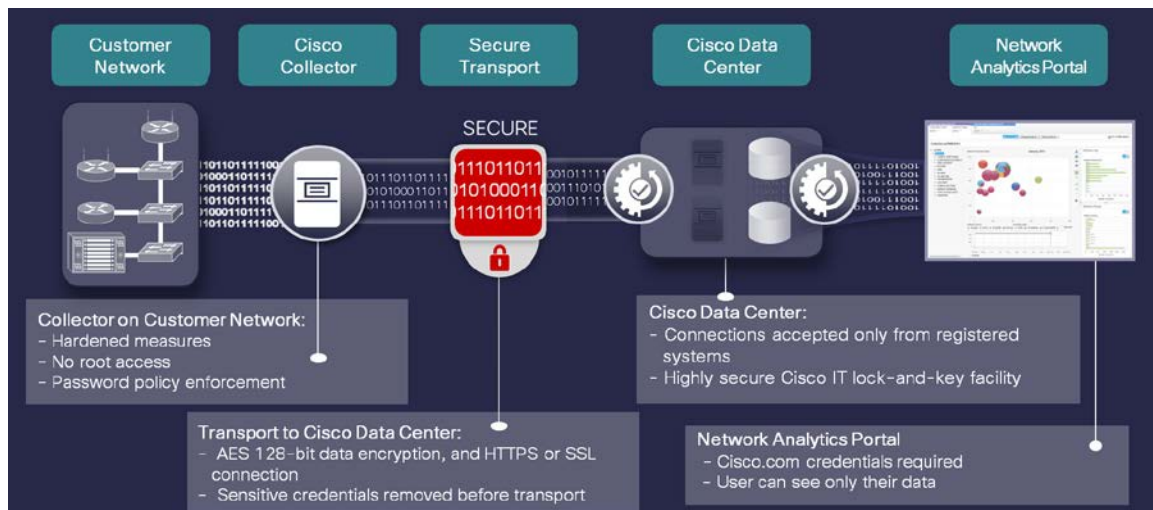 Customer
Network
Cisco
Collector
Secure
Transport
Cisco Data
Center
Network
Analytics Portal
SECURE
Collector on Customer Network:
- Hardened measures
- No root access
- Password policy enforcement
Cisco Data Center:
- Connections accepted only from registered
systems
- Highly secure Cisco IT lock-and-key facility
Transport to Cisco Data Center:
- AES 128-bit data encryption, and HTTPS or SSL
connection
- Sensitive credentials removed before transport
Network Analytics Portal
- Cisco.com credentials required
- User can see only their data